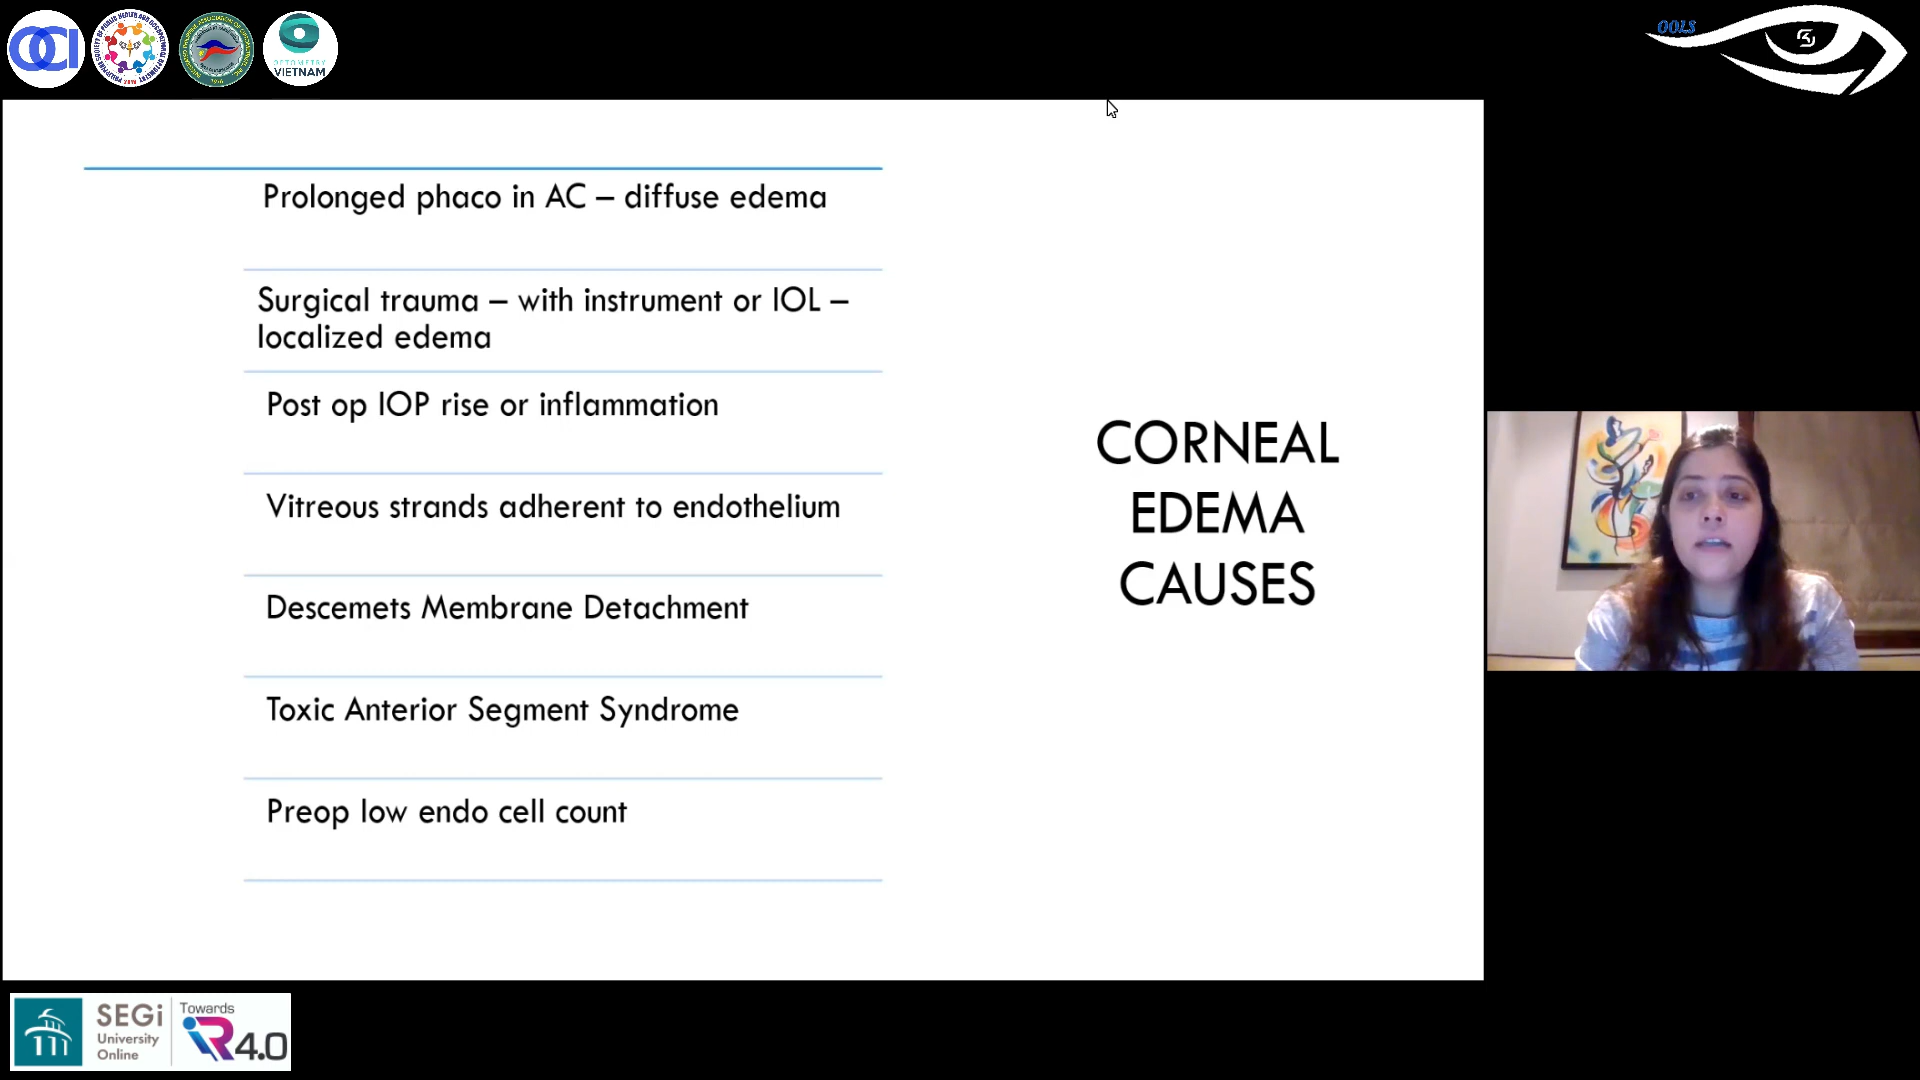 OCI
OPTOMETRY
VIETNAM
OOLS
Prolonged phaco in AC – diffuse edema
Surgical trauma – with instrument or IOL –
localized edema
Post op IOP rise or inflammation
Vitreous strands adherent to endothelium
Descemets Membrane Detachment
Toxic Anterior Segment Syndrome
Preop low endo cell count
CORNEAL
EDEMA
CAUSES
SEGi
University
Online
Towards
iR4.0